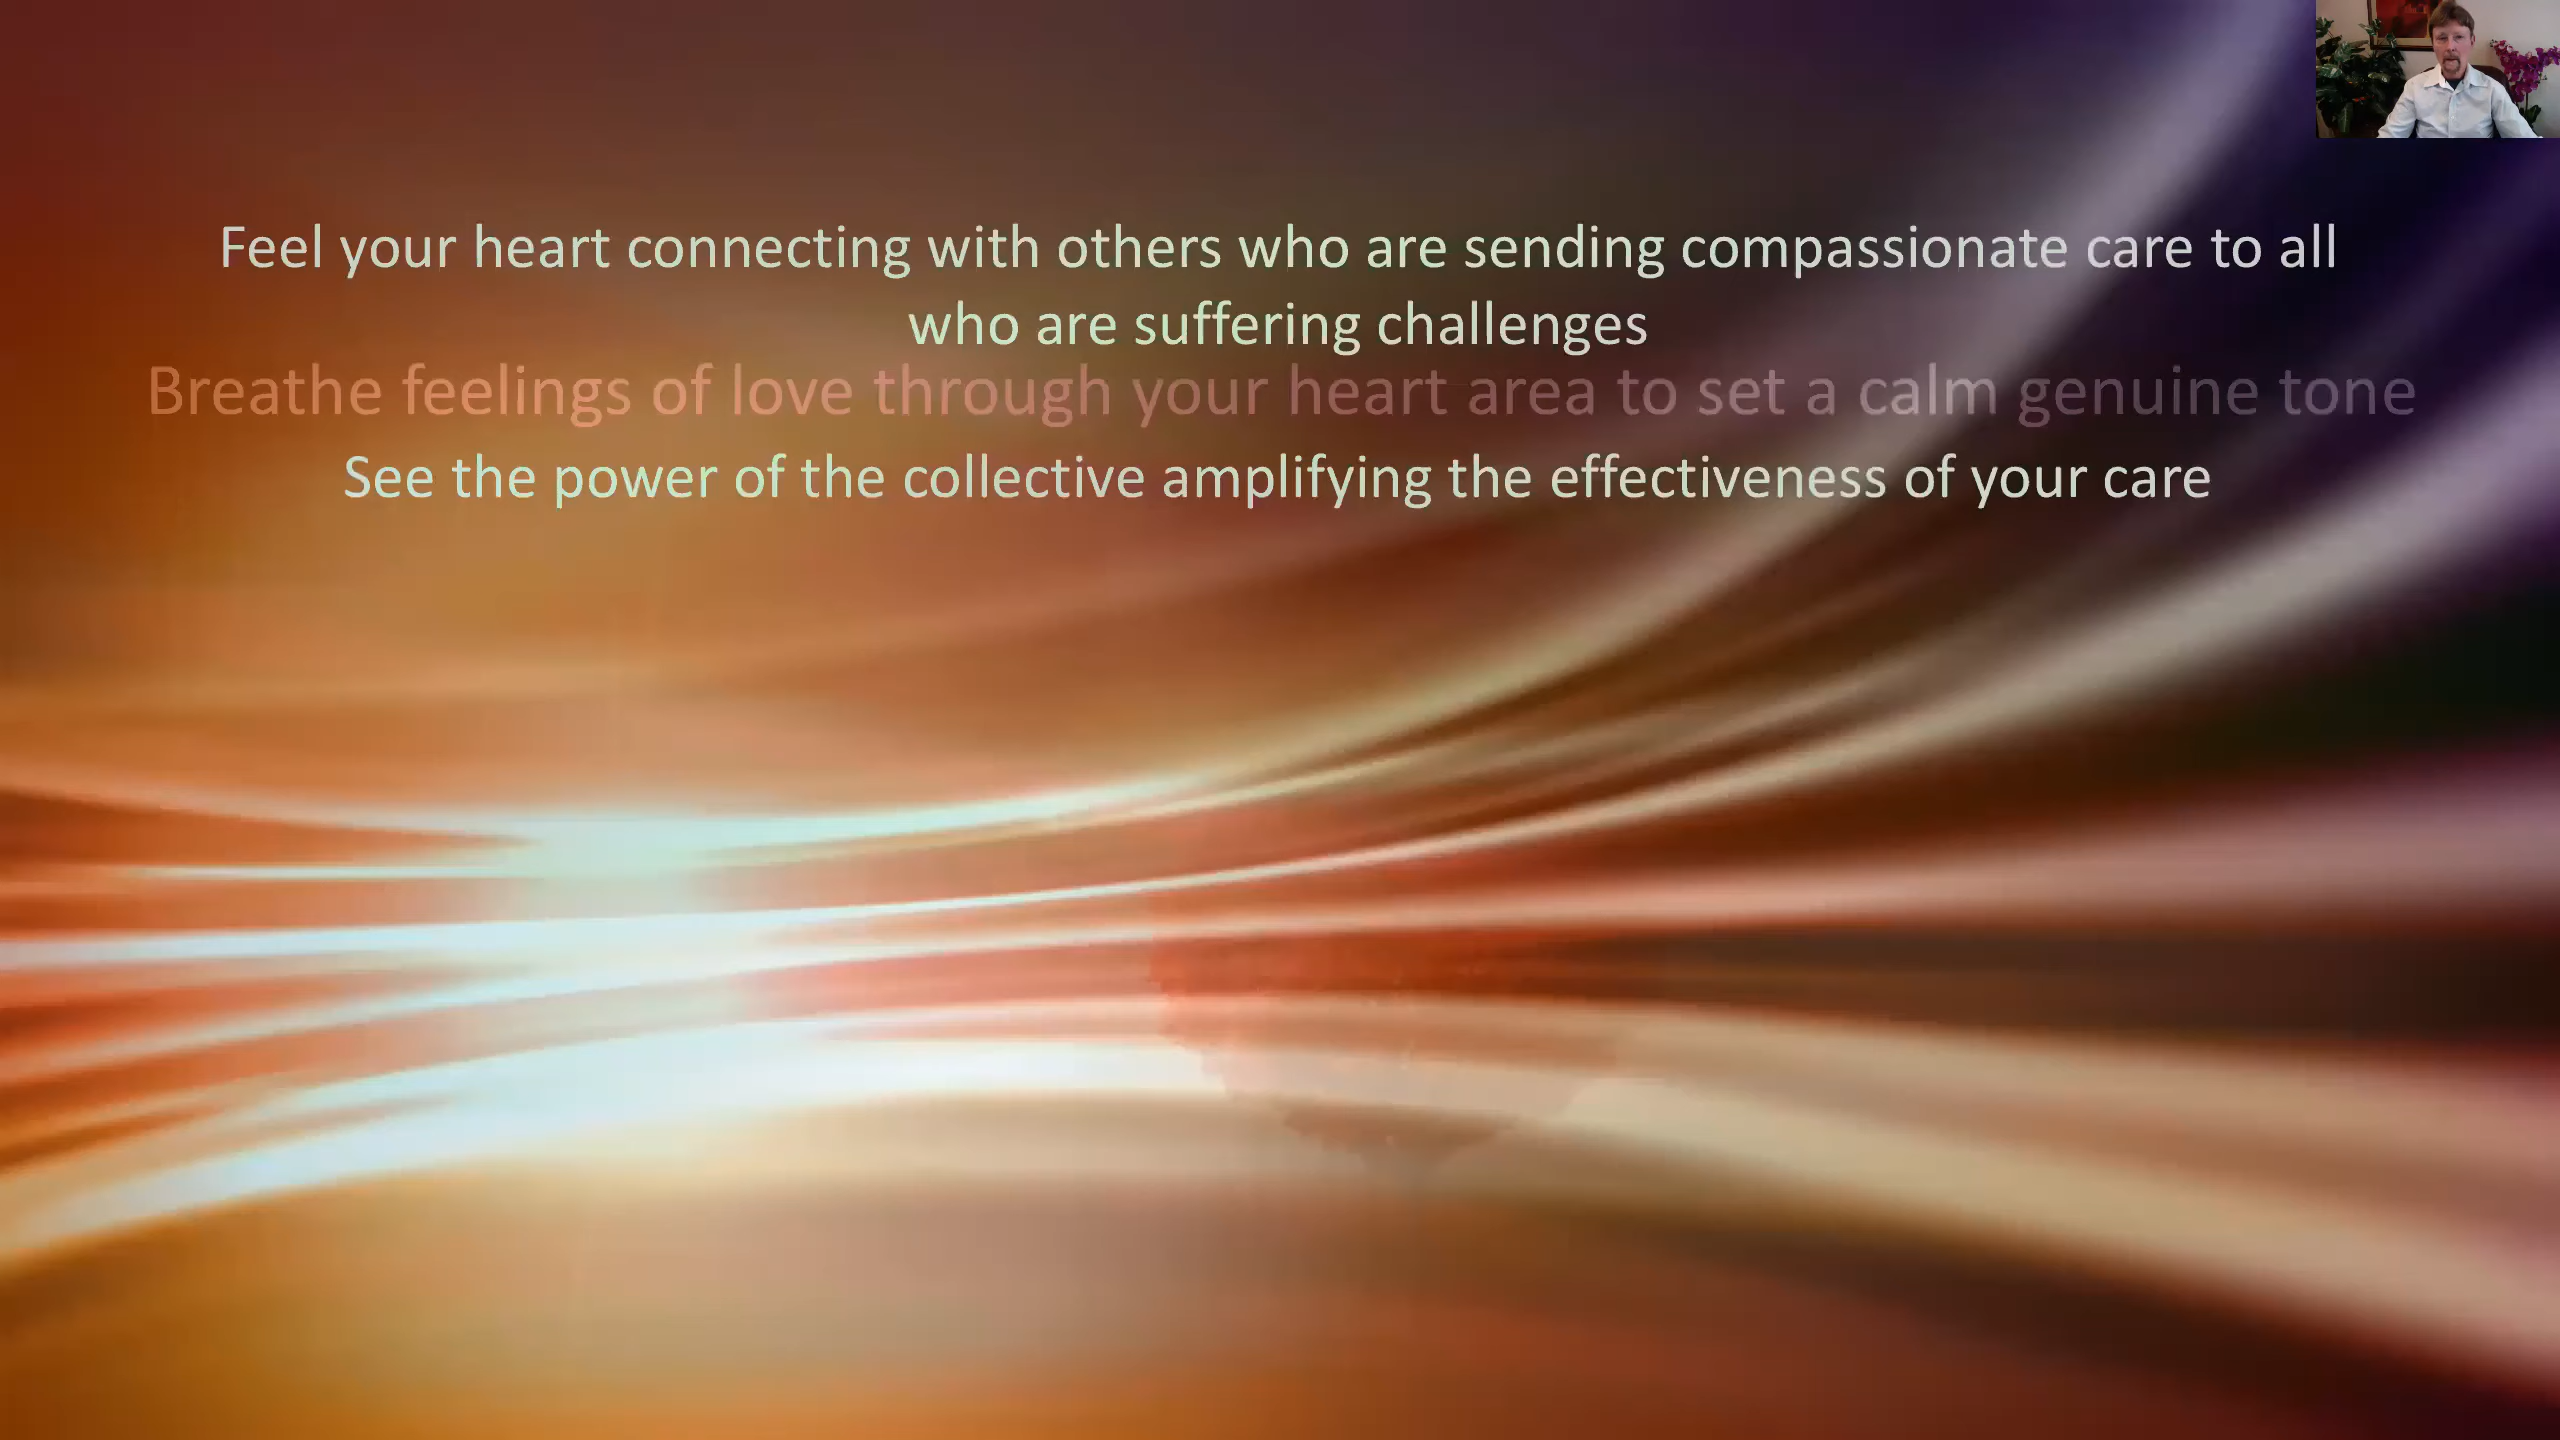 Feel your heart connecting with others who are sending compassionate care to all
who are suffering challenges
Breathe feelings of love through your heart area to set a calm genuine tone
See the power of the collective amplifying the effectiveness of your care